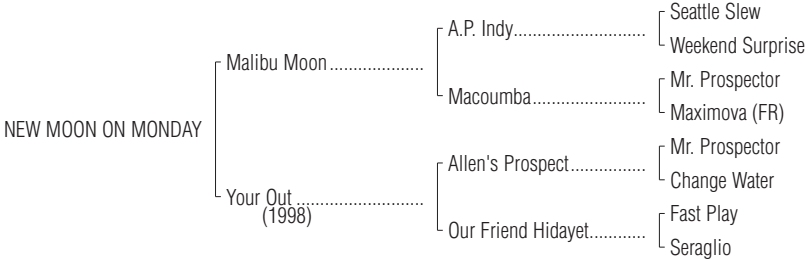 Seattle Slew
A.P. Indy..............................
Weekend Surprise
Malibu Moon.....................
Mr. Prospector
Macoumba..........................
Maximova (FR)
NEW MOON ON MONDAY
Mr. Prospector
Allen's Prospect.................
Change Water
Your Out ............................
(1998)
Fast Play
Our Friend Hidayet.............
Seraglio